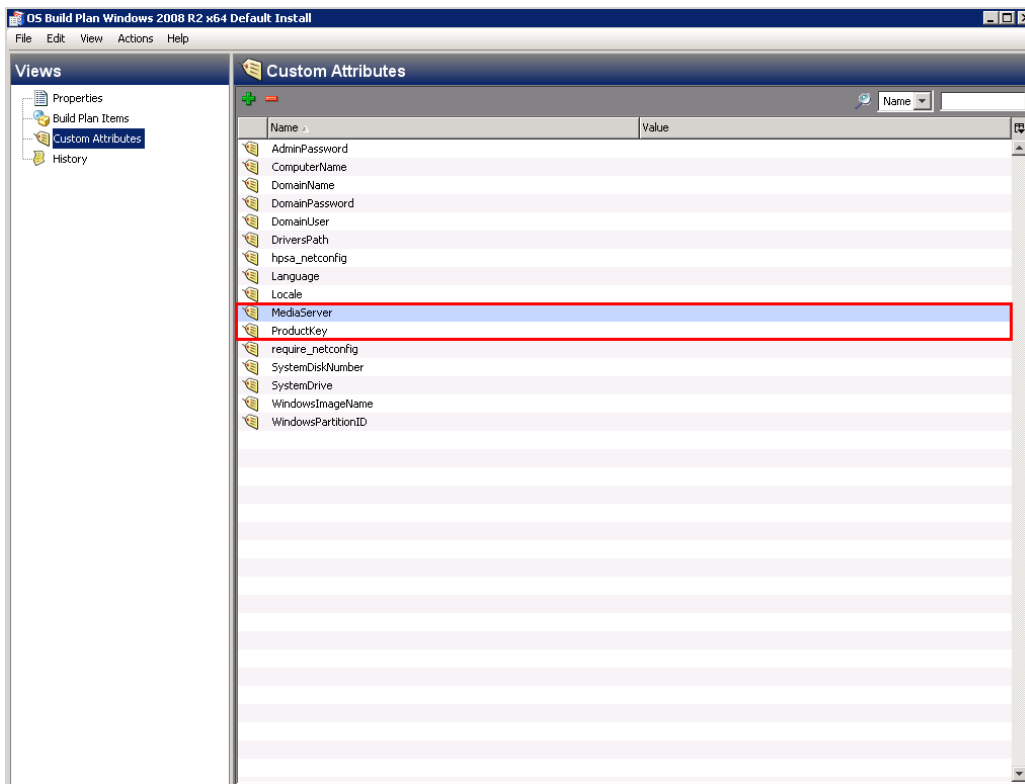 OS Build Plan Windows 2008 R2 x64 Default Install
File Edit View Actions Help
Views
Properties
Build Plan Items
Custom Attributes
History
Custom Attributes
Name
Name Value
AdminPassword
ComputerName
DomainName
DomainPassword
DomainUser
DriversPath
hpsa_netconfig
Language
Locale
MediaServer
ProductKey
require_netconfig
SystemDiskNumber
SystemDrive
WindowsImageName
WindowsPartitionID